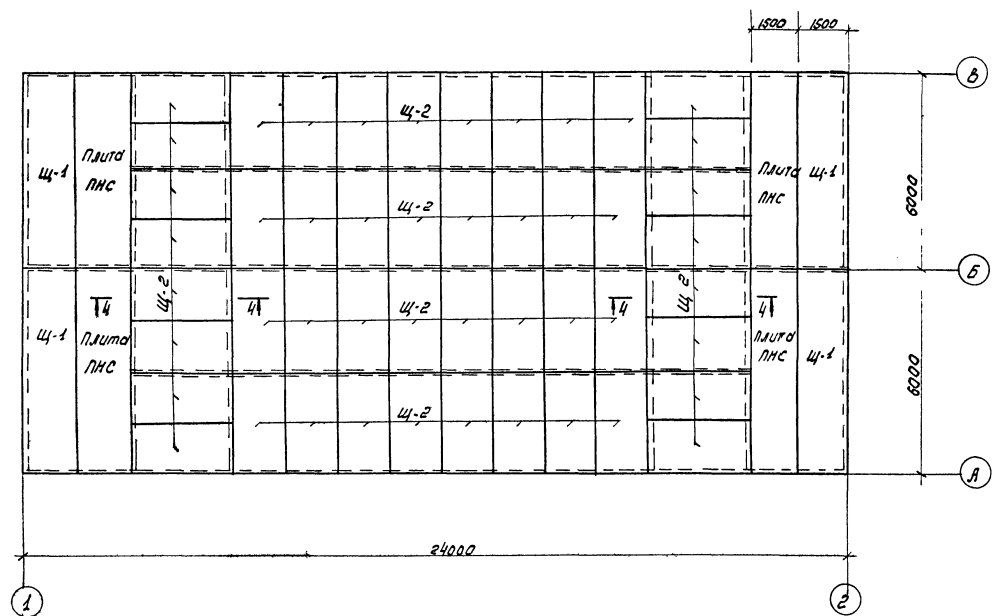 1500 1500
В
Щ-2
Щ-1
Плита
ПНС
Плита
ПНС
Щ-1
6000
Щ-2
Б
Щ-2
Щ-2
4
4
4
4
Щ-1
Плита
ПНС
Щ-2
Плита
ПНС
Щ-1
6000
Щ-2
А
24000
1
2